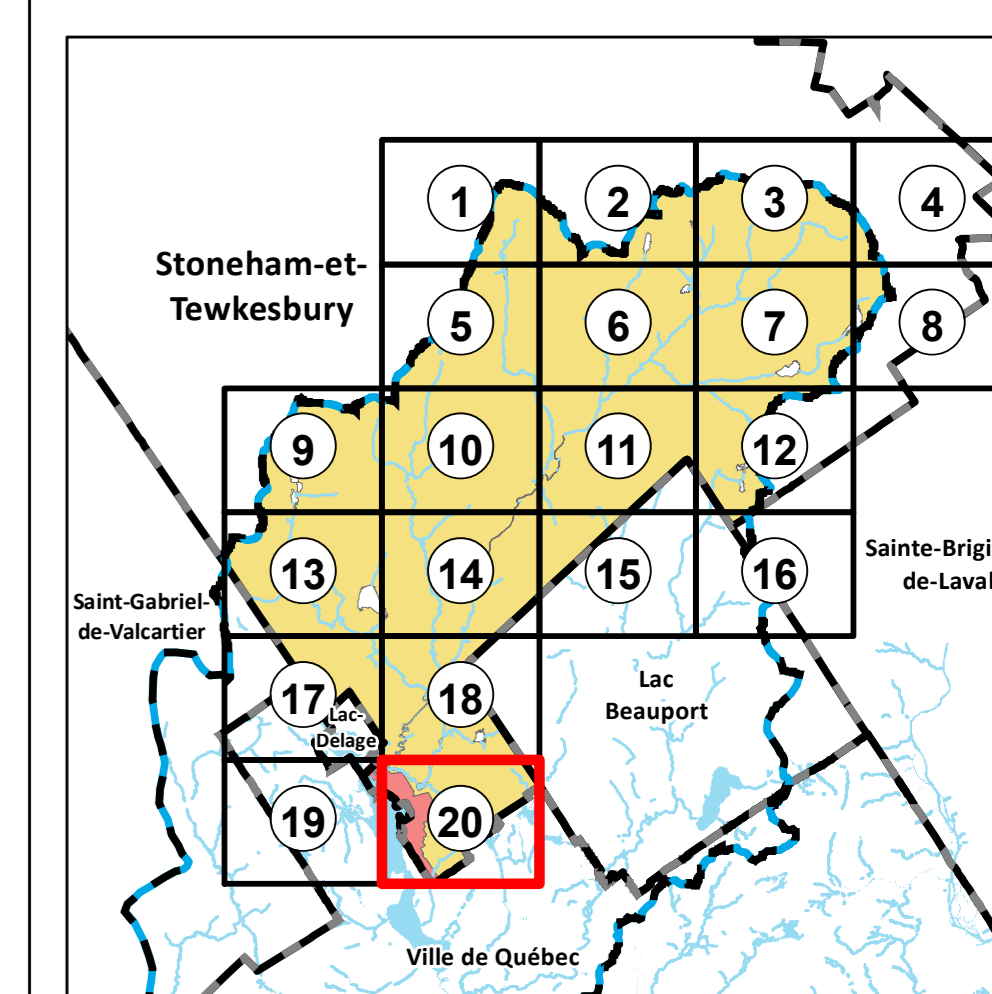 1
2
3
4
Stoneham-et-
Tewkesbury
5
6
7
8
9
10
11
12
13
14
15
16
Sainte-Brigi
de-Laval
Saint-Gabriel-
de-Valcartier
17
Lac-
Delage
18
Lac
Beauport
19
20
Ville de Québec